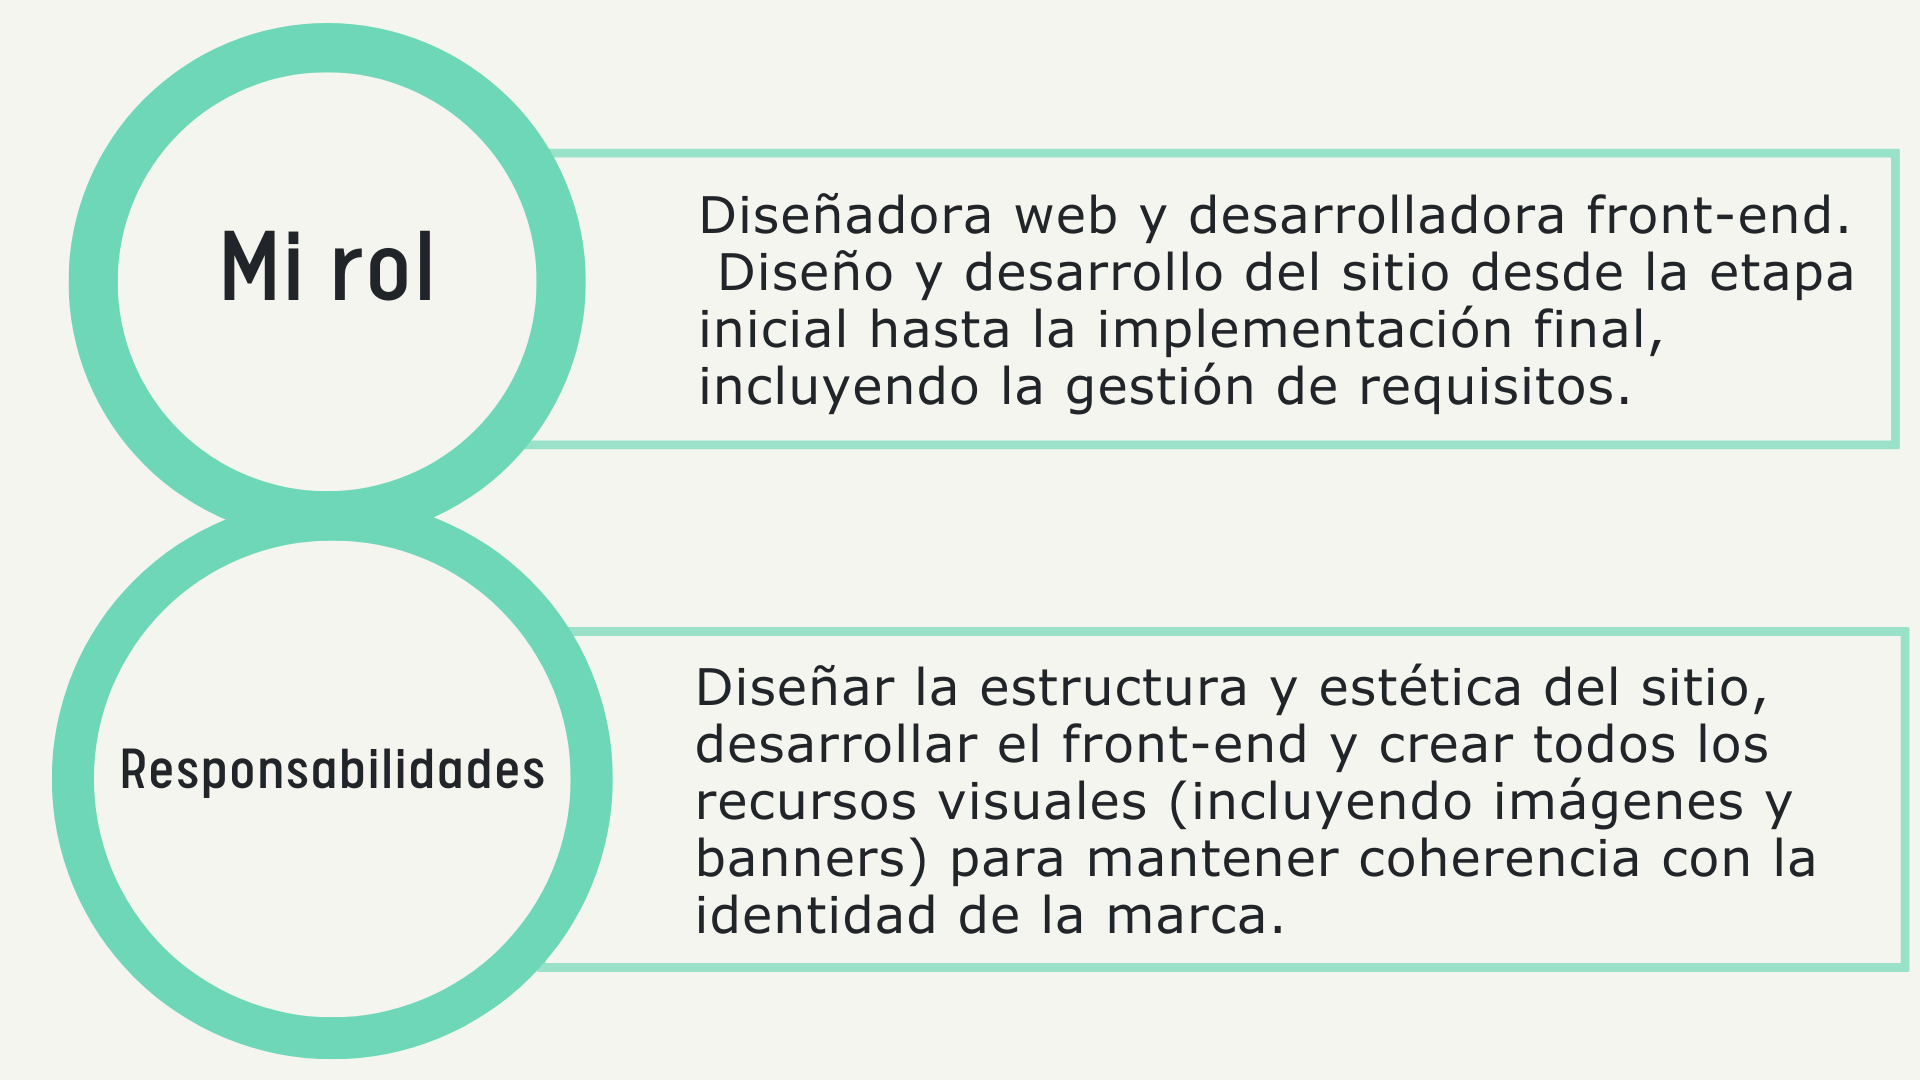 Mi rol
Diseñadora web y desarrolladora front-end.
Diseño y desarrollo del sitio desde la etapa
inicial hasta la implementación final,
incluyendo la gestión de requisitos.
Responsabilidades
Diseñar la estructura y estética del sitio,
desarrollar el front-end y crear todos los
recursos visuales (incluyendo imágenes y
banners) para mantener coherencia con la
identidad de la marca.